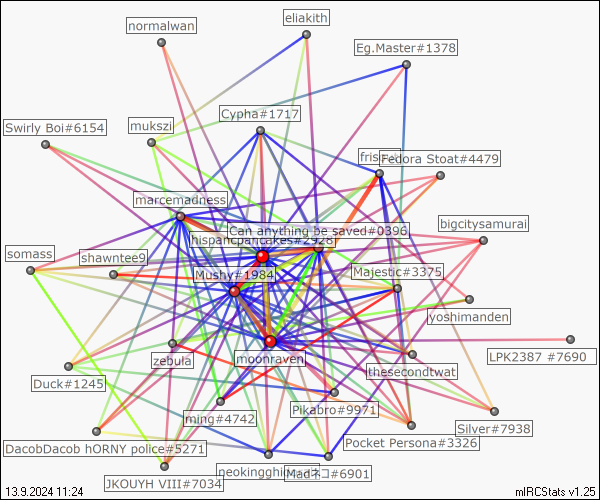 eliakith
normalwan
Eg.Master#1378
Cypha#1717
Swirly Boi#6154
mukszi
Fedora Stoat#4479
marcemadness
bigcitysamurai
Can anything be saved#0396
hispanicpancakes#2928
somass
shawntee9
Mushy#1984
Majestic#3375
yoshimanden
zebula
moonraven
LPK2387 #7690
thesecondtwat
Duck#1245
Pikabro#9971
ming#4742
Silver#7938
DacobDacob hORNY police#5271
Pocket Persona#3326
JKOUYH VIII#7034
Madネコ#6901
13.9.2024 11:24
mIRCStats v1.25